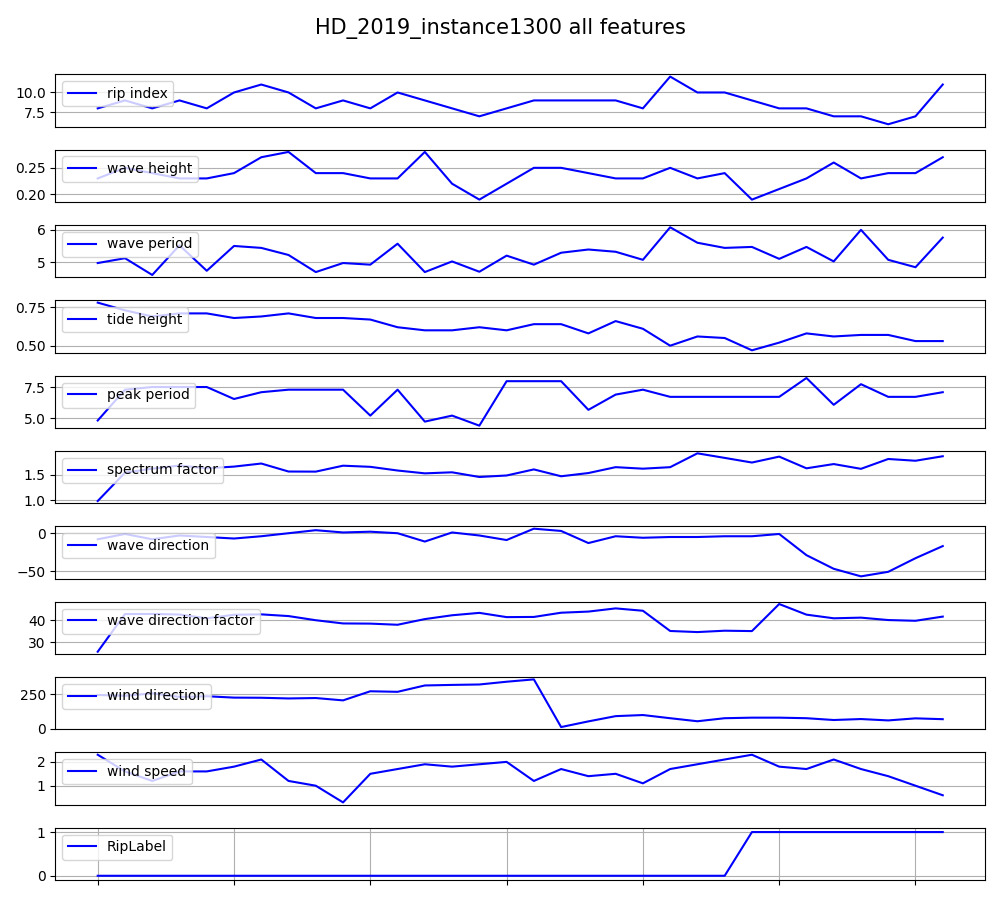 HD_2019_instance1300 all features
10.0
7.5
rip index
0.25
0.20
wave height
6
5
wave period
0.75
0.50
tide height
7.5
5.0
peak period
1.5
1.0
spectrum factor
0
−50
wave direction
40
30
wave direction factor
250
0
wind direction
2
1
wind speed
1
0
RipLabel